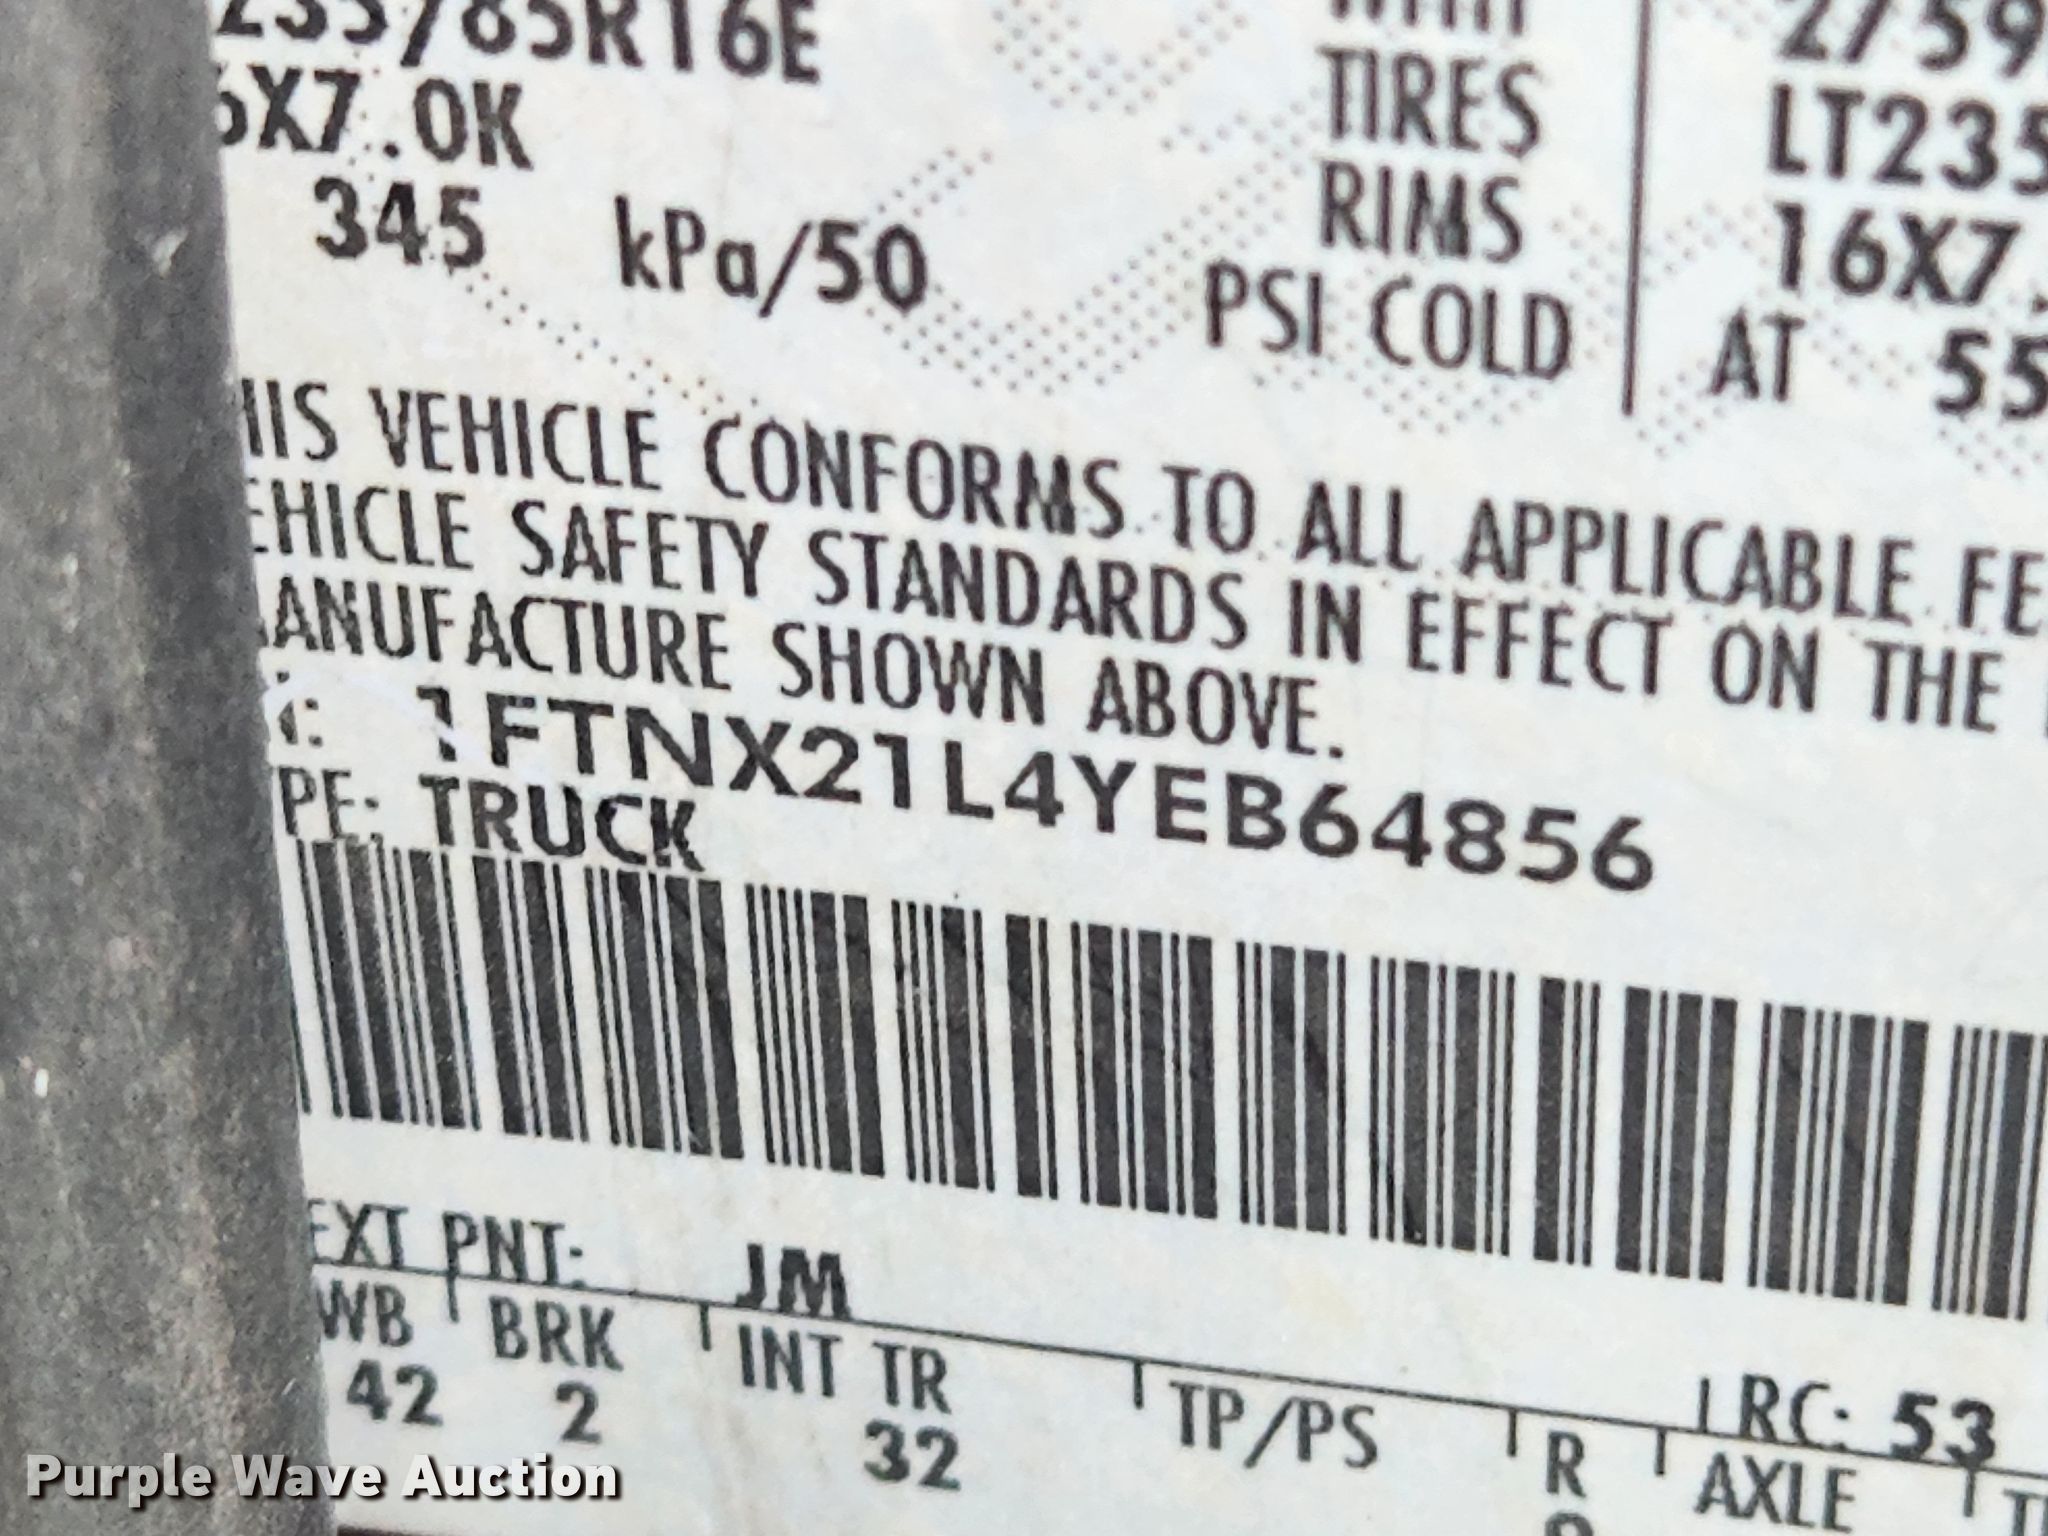 235/85R16E
6X7.0K
345 kPa/50
TIRES
RIMS
PSI COLD
LT235
16X7.
AT 55
HIS VEHICLE CONFORMS TO ALL APPLICABLE FE
EHICLE SAFETY STANDARDS IN EFFECT ON THE
ANUFACTURE SHOWN ABOVE.
1FTNX21L4YEB64856
PE: TRUCK
EXT PNT: JM
RC: 53
WB BRK INT TR TP/PS R AXLE
42 2 32
Purple Wave Auction